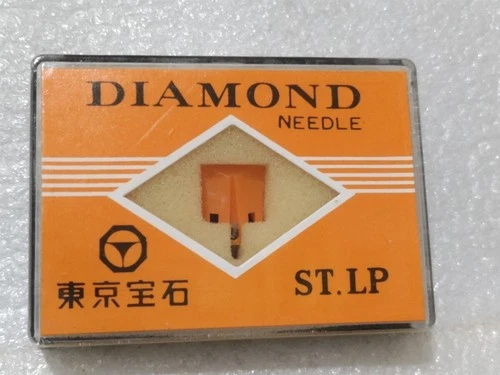 DIAMOND
NEEDLE
東京宝石
ST.LP